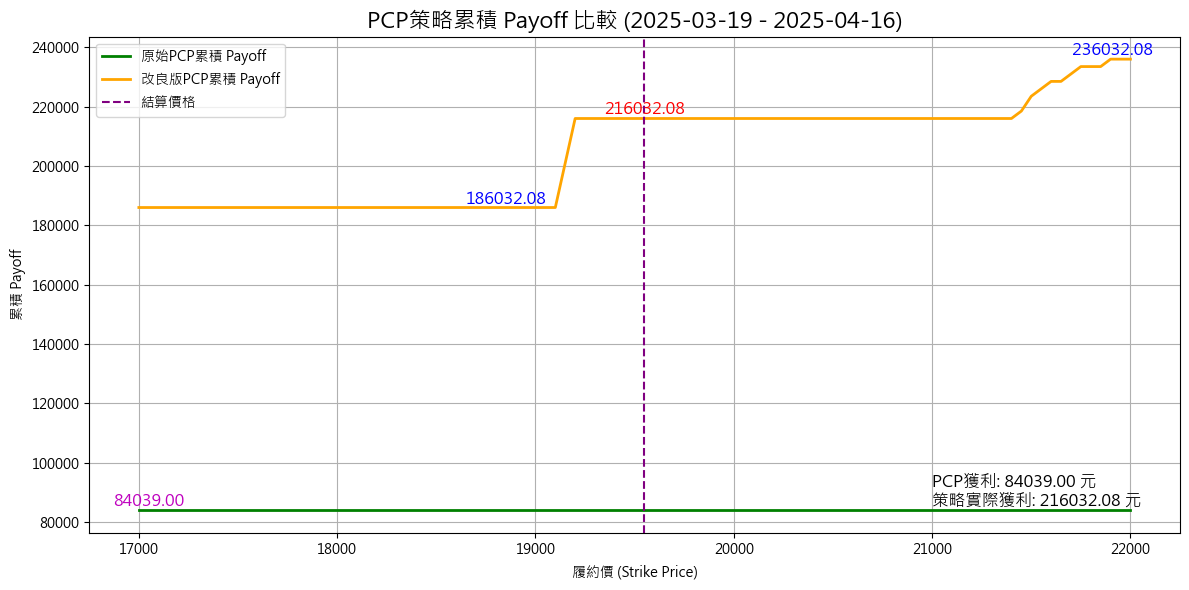 PCP策略累積 Payoff 比較 (2025-03-19 - 2025-04-16)
原始PCP累積 Payoff
改良版PCP累積 Payoff
結算價格
236032.08
216032.08
186032.08
84039.00
PCP獲利: 84039.00 元
策略實際獲利: 216032.08 元
累積 Payoff
240000
220000
200000
180000
160000
140000
120000
100000
80000
17000
18000
19000
20000
21000
22000
履約價 (Strike Price)